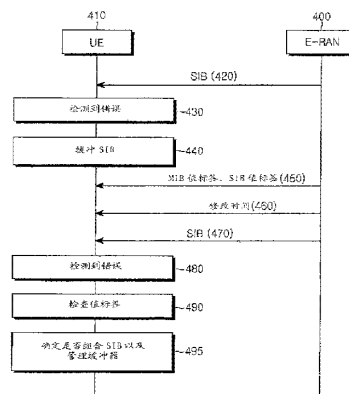 410
400
UE
E-RAN
SIB (420)
检测到错误
430
缓冲 SIB
440
MIB 值标签、SIB 值标签(450)
修改时间(460)
SIB (470)
检测到错误
480
检查值标签
490
确定是否组合 SIB 以及
管理缓冲器
495